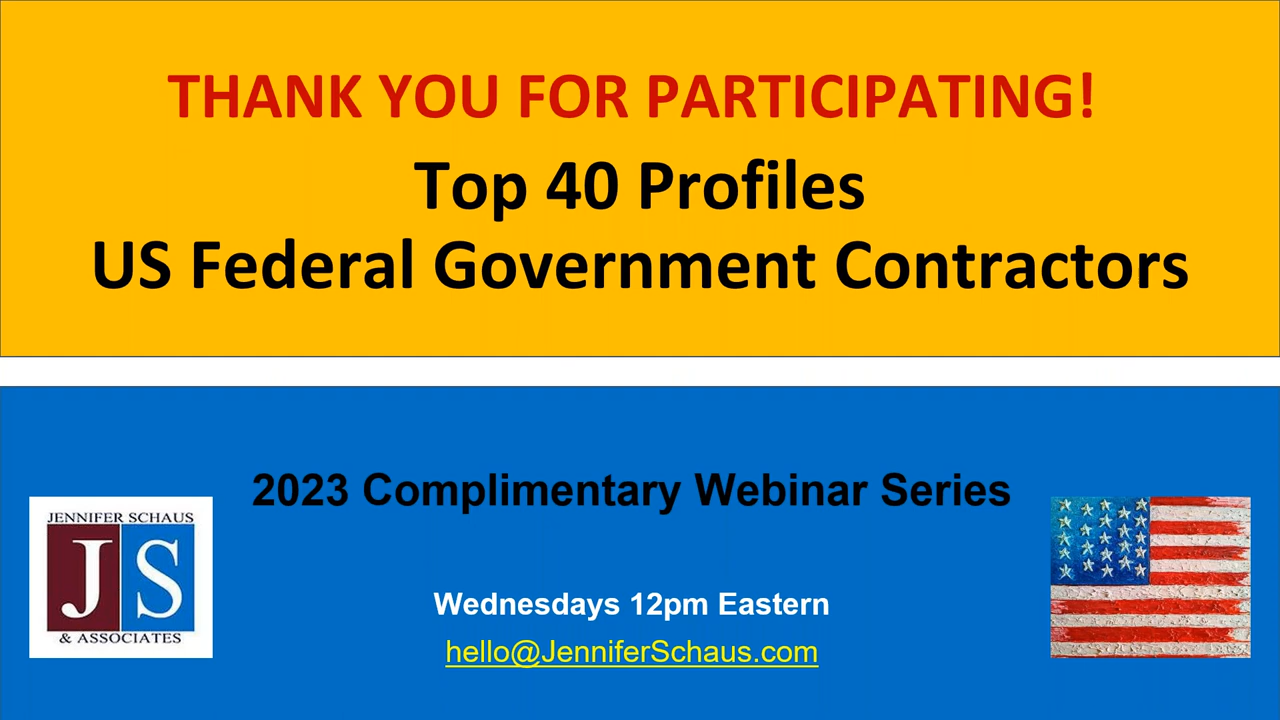 THANK YOU FOR PARTICIPATING!
Top 40 Profiles
US Federal Government Contractors
2023 Complimentary Webinar Series
JENNIFER SCHAUS
JS
& ASSOCIATES
Wednesdays 12pm Eastern
hello@JenniferSchaus.com